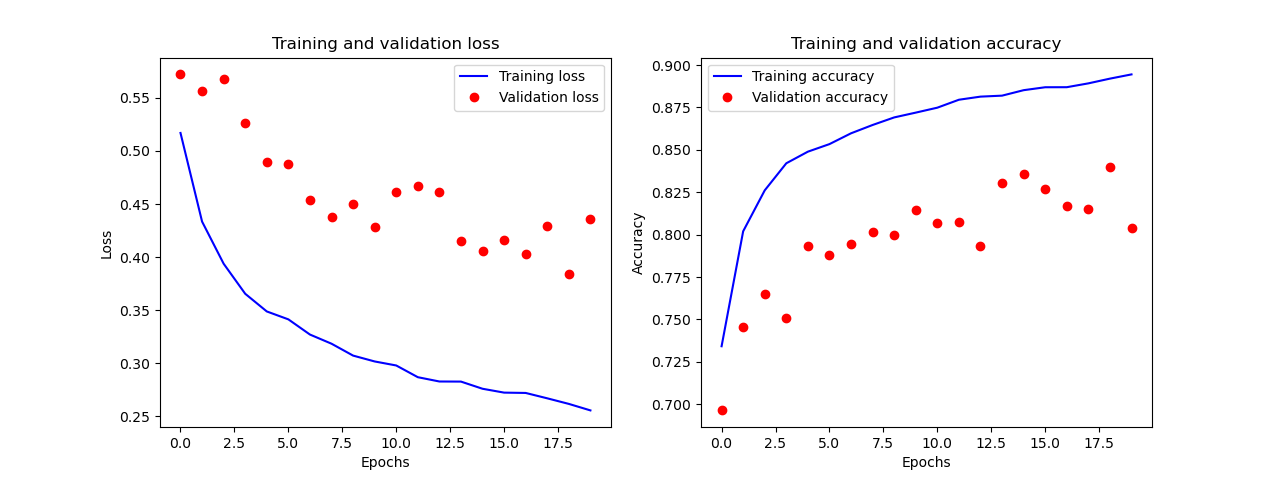 Training and validation loss
Training loss
Validation loss
0.55
0.50
0.45
0.40
0.35
0.30
0.25
Loss
0.0 2.5 5.0 7.5 10.0 12.5 15.0 17.5
Epochs
Training and validation accuracy
Training accuracy
Validation accuracy
0.900
0.875
0.850
0.825
0.800
0.775
0.750
0.725
0.700
Accuracy
0.0 2.5 5.0 7.5 10.0 12.5 15.0 17.5
Epochs